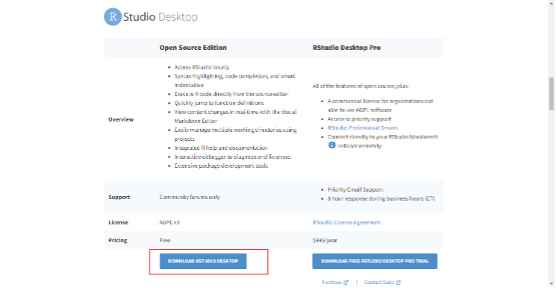 R Studio Desktop
Open Source Edition
RStudio Desktop Pro
Overview
Access RStudio locally
Syntax highlighting, code completion, and smart
indentation
Execute R code directly from the source editor
Quickly jump to function definitions
View content changes in real-time with the Visual
Markdown Editor
Easily manage multiple working directories using
projects
Integrated R help and documentation
Interactive debugger to diagnose and fix errors
Extensive package development tools
All of the features of open source; plus:
A commercial license for organizations not
able to use AGPL software
Access to priority support
RStudio Professional Drivers
Connect directly to your RStudio Workbench
instance remotely
Support
Community forums only
Priority Email Support
8 hour response during business hours (ET)
License
AGPL v3
RStudio License Agreement
Pricing
Free
$995/year
DOWNLOAD RSTUDIO DESKTOP
DOWNLOAD FREE RSTUDIO DESKTOP PRO TRIAL
Purchase | Contact Sales